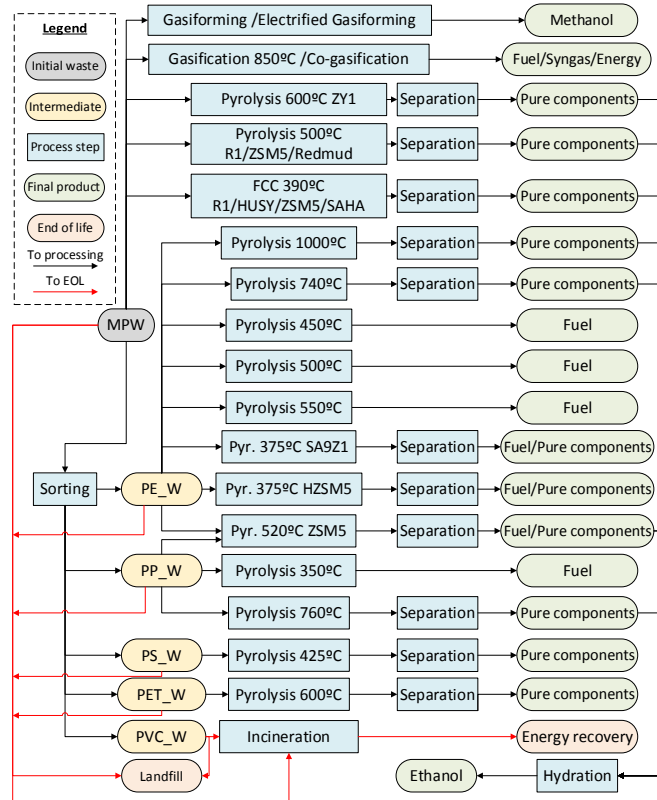 Legend
Initial waste
Intermediate
Process step
Final product
End of life
To processing
To EOL
Gasiforming /Electrified Gasiforming
Methanol
Gasification 850ºC /Co-gasification
Fuel/Syngas/Energy
Pyrolysis 600ºC ZY1
Separation
Pure components
Pyrolysis 500ºC
R1/ZSM5/Redmud
Separation
Pure components
FCC 390ºC
R1/HUSY/ZSM5/SAHA
Separation
Pure components
Pyrolysis 1000ºC
Separation
Pure components
Pyrolysis 740ºC
Separation
Pure components
MPW
Pyrolysis 450ºC
Fuel
Pyrolysis 500ºC
Fuel
Pyrolysis 550ºC
Fuel
Pyr. 375ºC SA9Z1
Separation
Fuel/Pure components
Sorting
PE_W
Pyr. 375ºC HZSM5
Separation
Fuel/Pure components
Pyr. 520ºC ZSM5
Separation
Fuel/Pure components
PP_W
Pyrolysis 350ºC
Fuel
Pyrolysis 760ºC
Separation
Pure components
PS_W
Pyrolysis 425ºC
Separation
Pure components
PET_W
Pyrolysis 600ºC
Separation
Pure components
PVC_W
Incineration
Energy recovery
Landfill
Ethanol
Hydration